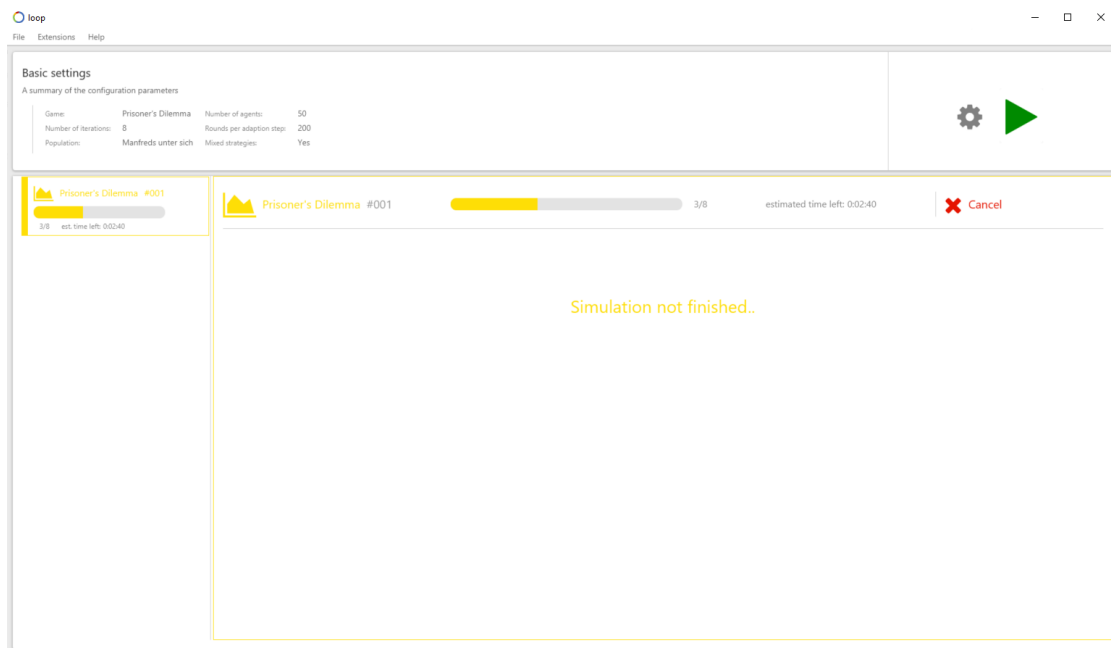 loop
File Extensions Help
Basic settings
A summary of the configuration parameters
Game: Prisoner's Dilemma Number of agents: 50
Number of iterations: 8 Rounds per adaption step: 200
Population: Manfreds unter sich Mixed strategies: Yes
Prisoner's Dilemma #001
3/8 est. time left: 0:02:40
Prisoner's Dilemma #001 3/8 estimated time left: 0:02:40 Cancel
Simulation not finished..